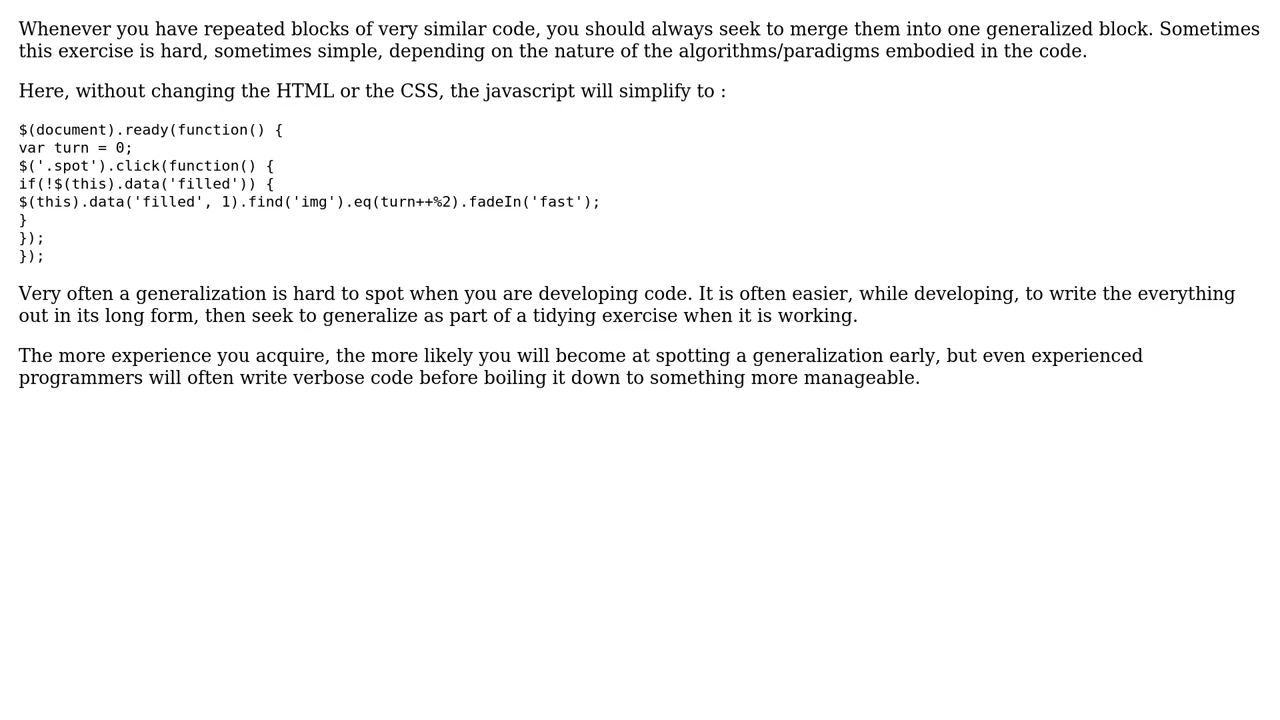 Whenever you have repeated blocks of very similar code, you should always seek to merge them into one generalized block. Sometimes
this exercise is hard, sometimes simple, depending on the nature of the algorithms/paradigms embodied in the code.
Here, without changing the HTML or the CSS, the javascript will simplify to :
$(document).ready(function() {
var turn = 0;
$('.spot').click(function() {
if(!$(this).data('filled')) {
$(this).data('filled', 1).find('img').eq(turn++%2).fadeIn('fast');
}
});
});
Very often a generalization is hard to spot when you are developing code. It is often easier, while developing, to write the everything
out in its long form, then seek to generalize as part of a tidying exercise when it is working.
The more experience you acquire, the more likely you will become at spotting a generalization early, but even experienced
programmers will often write verbose code before boiling it down to something more manageable.